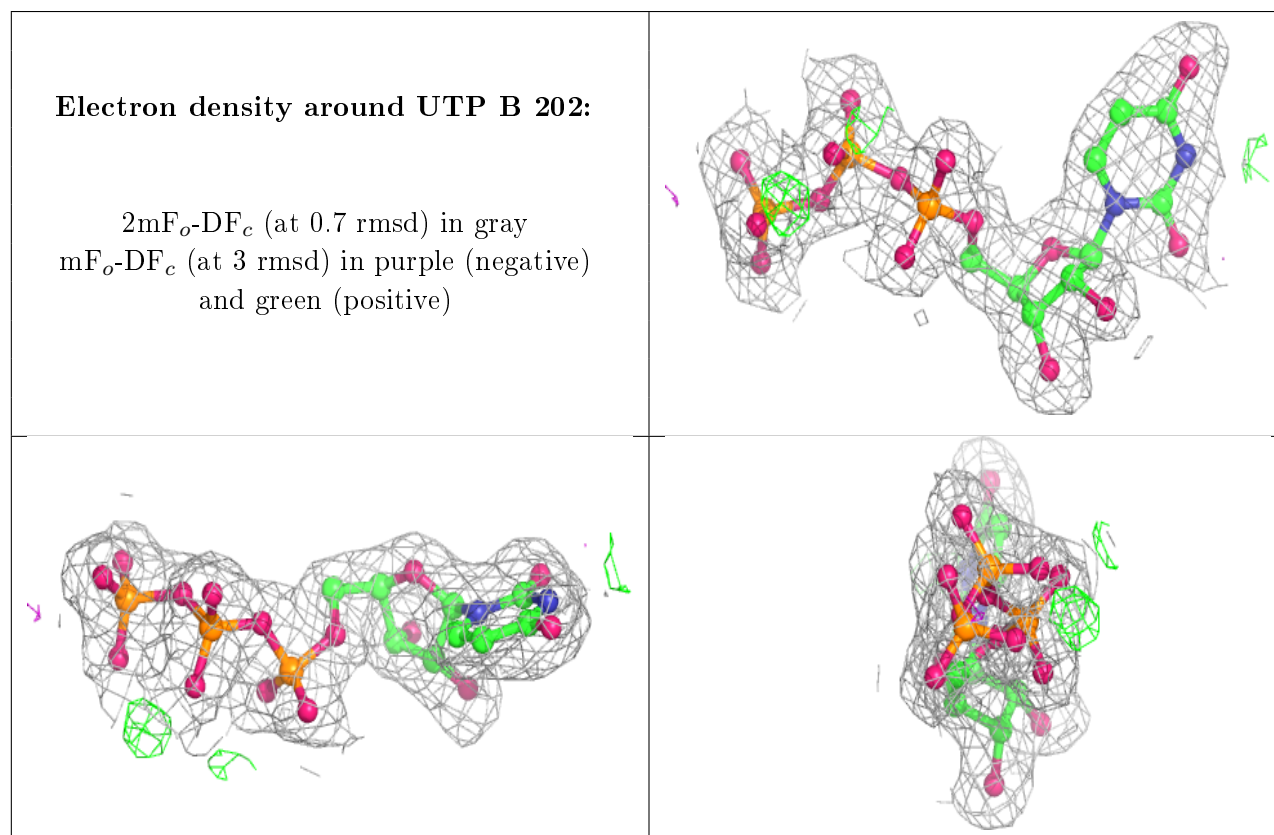 Electron density around UTP B 202:
2mFo-DFc (at 0.7 rmsd) in gray
mFo-DFc (at 3 rmsd) in purple (negative)
and green (positive)